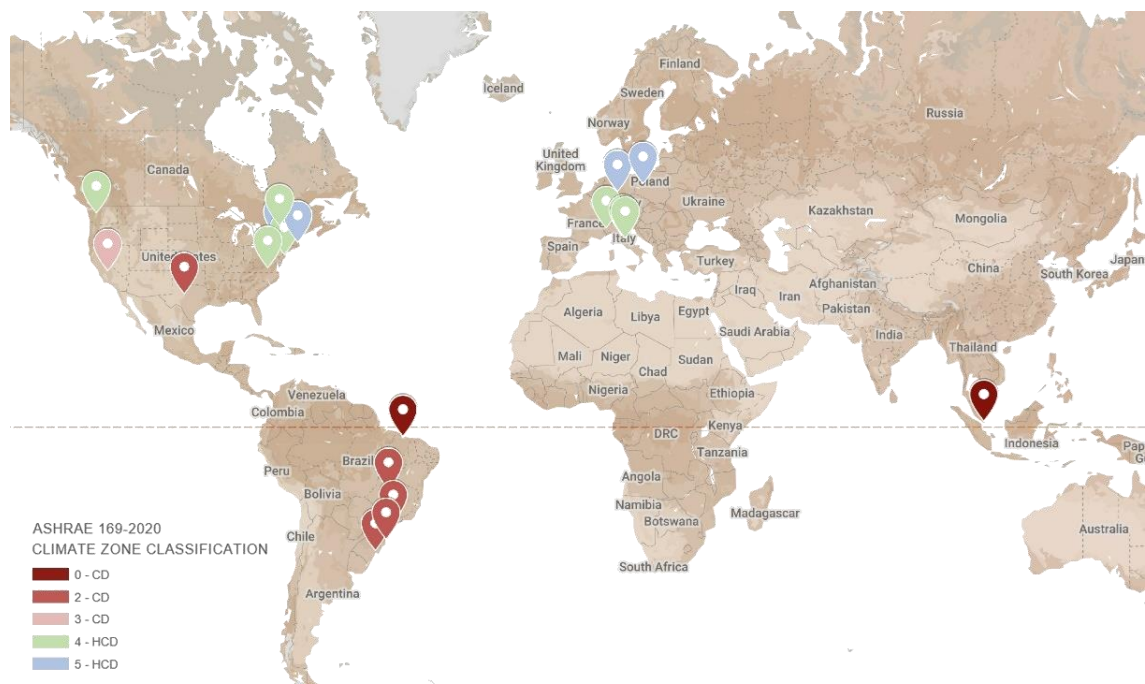 Iceland
Finland
Sweden
Norway
Russia
United
Kingdom
Canada
Poland
Ukraine
France
Kazakhstan
Mongolia
Italy
Spain
Turkey
United States
China
Japan
South Korea
Iraq
Iran
Afghanistan
Pakistan
Algeria
Libya
Egypt
Saudi Arabia
India
Mexico
Thailand
Mali
Niger
Sudan
Chad
Nigeria
Ethiopia
Venezuela
Colombia
DRC
Kenya
Indonesia
Tanzania
Brazil
Peru
Angola
Bolivia
Namibia
Madagascar
Botswana
Australia
Chile
South Africa
Argentina
ASHRAE 169-2020
CLIMATE ZONE CLASSIFICATION
0 - CD
2 - CD
3 - CD
4 - HCD
5 - HCD